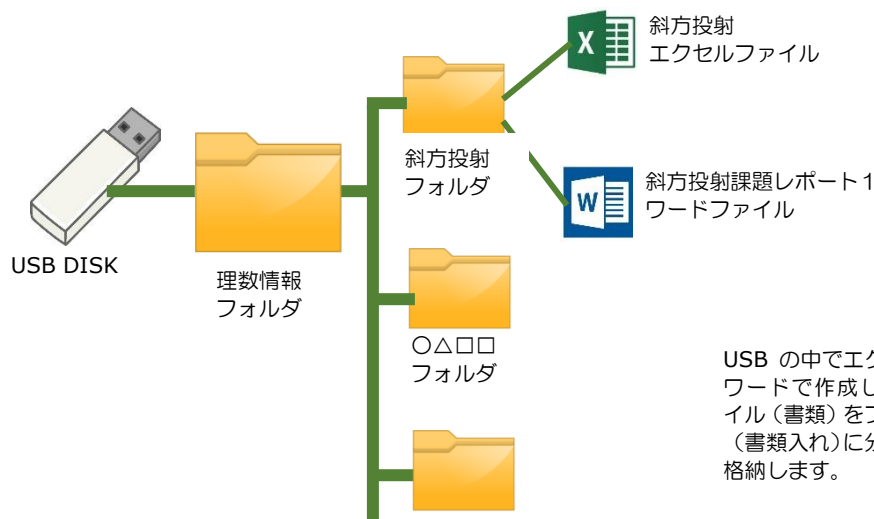 斜方投射
エクセルファイル
斜方投射
フォルダ
斜方投射課題レポート１
ワードファイル
USB DISK
理数情報
フォルダ
〇△□□
フォルダ
USB の中でエク
ワードで作成し
イル（書類）をフ
（書類入れ）に分
格納します。